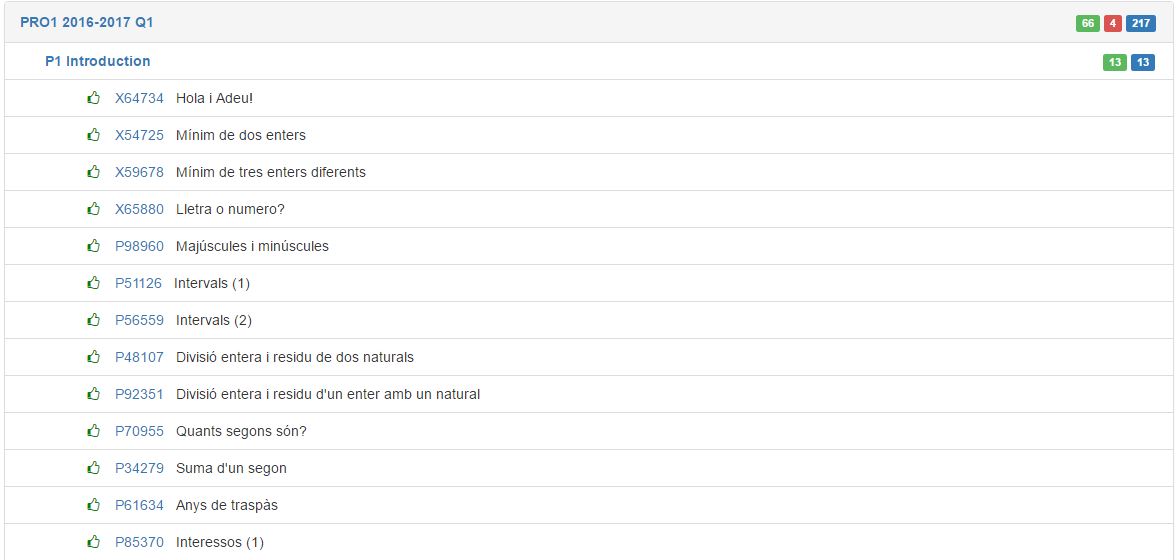 PRO1 2016-2017 Q1 66 4 217
P1 Introduction 13 13
X64734 Hola i Adeu!
X54725 Mínim de dos enters
X59678 Mínim de tres enters diferents
X65880 Lletra o numero?
P98960 Majúscules i minúscules
P51126 Intervals (1)
P56559 Intervals (2)
P48107 Divisió entera i residu de dos naturals
P92351 Divisió entera i residu d'un enter amb un natural
P70955 Quants segons són?
P34279 Suma d'un segon
P61634 Anys de traspàs
P85370 Interessos (1)